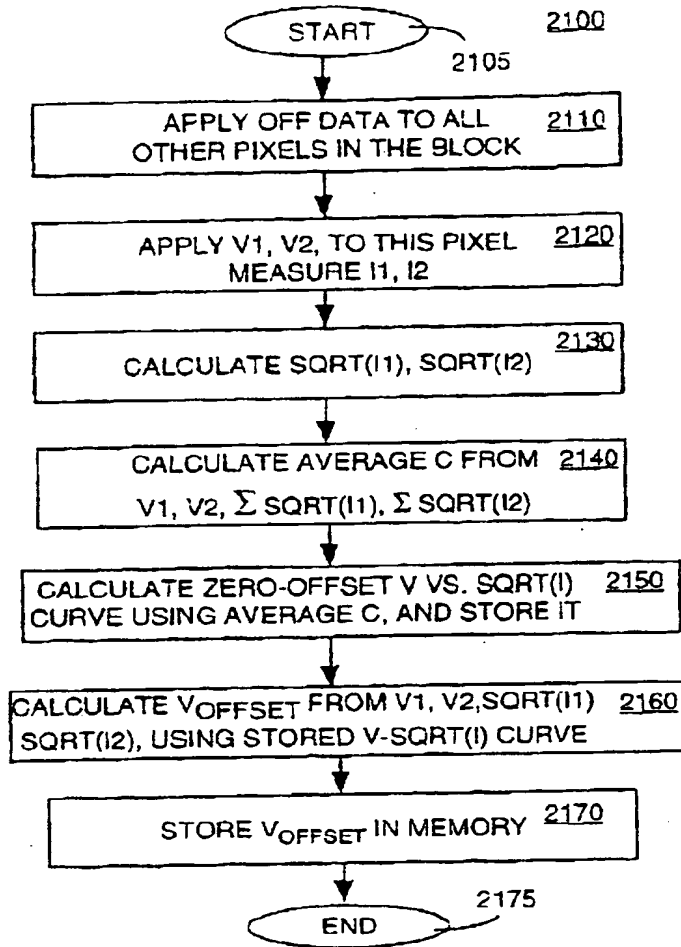 START
2100
2105
APPLY OFF DATA TO ALL 2110
OTHER PIXELS IN THE BLOCK
APPLY V1, V2, TO THIS PIXEL 2120
MEASURE I1, I2
2130
CALCULATE SQRT(I1), SQRT(I2)
CALCULATE AVERAGE C FROM 2140
V1, V2, Σ SQRT(I1), Σ SQRT(I2)
CALCULATE ZERO-OFFSET V VS. SQRT(I) 2150
CURVE USING AVERAGE C, AND STORE IT
CALCULATE VOFFSET FROM V1, V2,SQRT(I1) 2160
SQRT(I2), USING STORED V-SQRT(I) CURVE
STORE VOFFSET IN MEMORY 2170
2175
END